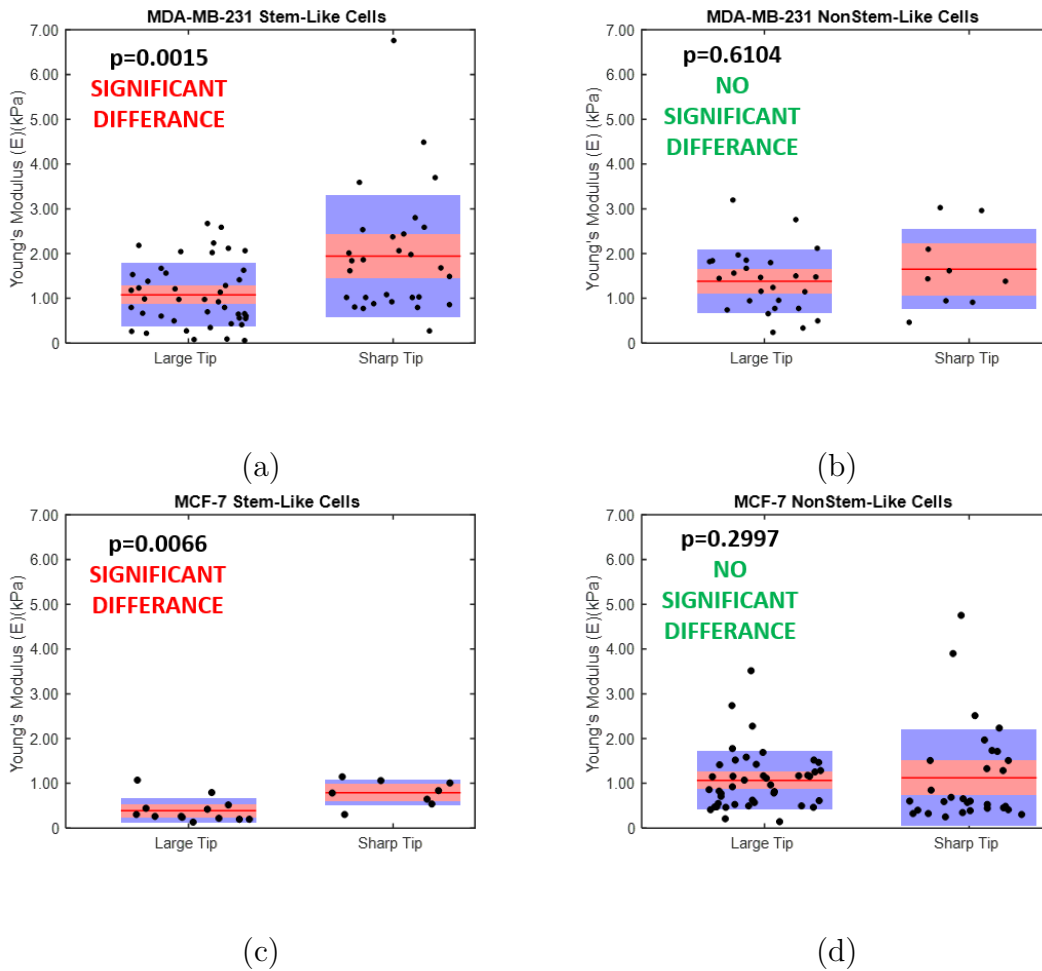 MDA-MB-231 Stem-Like Cells
7.00
6.00
5.00
4.00
3.00
2.00
1.00
0
Young's Modulus (E)(kPa)
p=0.0015
SIGNIFICANT
DIFFERANCE
Large Tip
Sharp Tip
(a)
MDA-MB-231 NonStem-Like Cells
7.00
6.00
5.00
4.00
3.00
2.00
1.00
0
Young's Modulus (E) (kPa)
p=0.6104
NO
SIGNIFICANT
DIFFERANCE
Large Tip
Sharp Tip
(b)
MCF-7 Stem-Like Cells
7.00
6.00
5.00
4.00
3.00
2.00
1.00
0
Young's Modulus (E)(kPa)
p=0.0066
SIGNIFICANT
DIFFERANCE
Large Tip
Sharp Tip
(c)
MCF-7 NonStem-Like Cells
7.00
6.00
5.00
4.00
3.00
2.00
1.00
0
Young's Modulus (E)(kPa)
p=0.2997
NO
SIGNIFICANT
DIFFERANCE
Large Tip
Sharp Tip
(d)